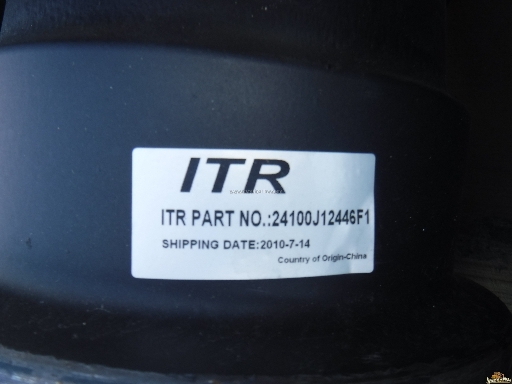 ITR
ITR PART NO.:24100J12446F1
SHIPPING DATE:2010-7-14
Country of Origin-China